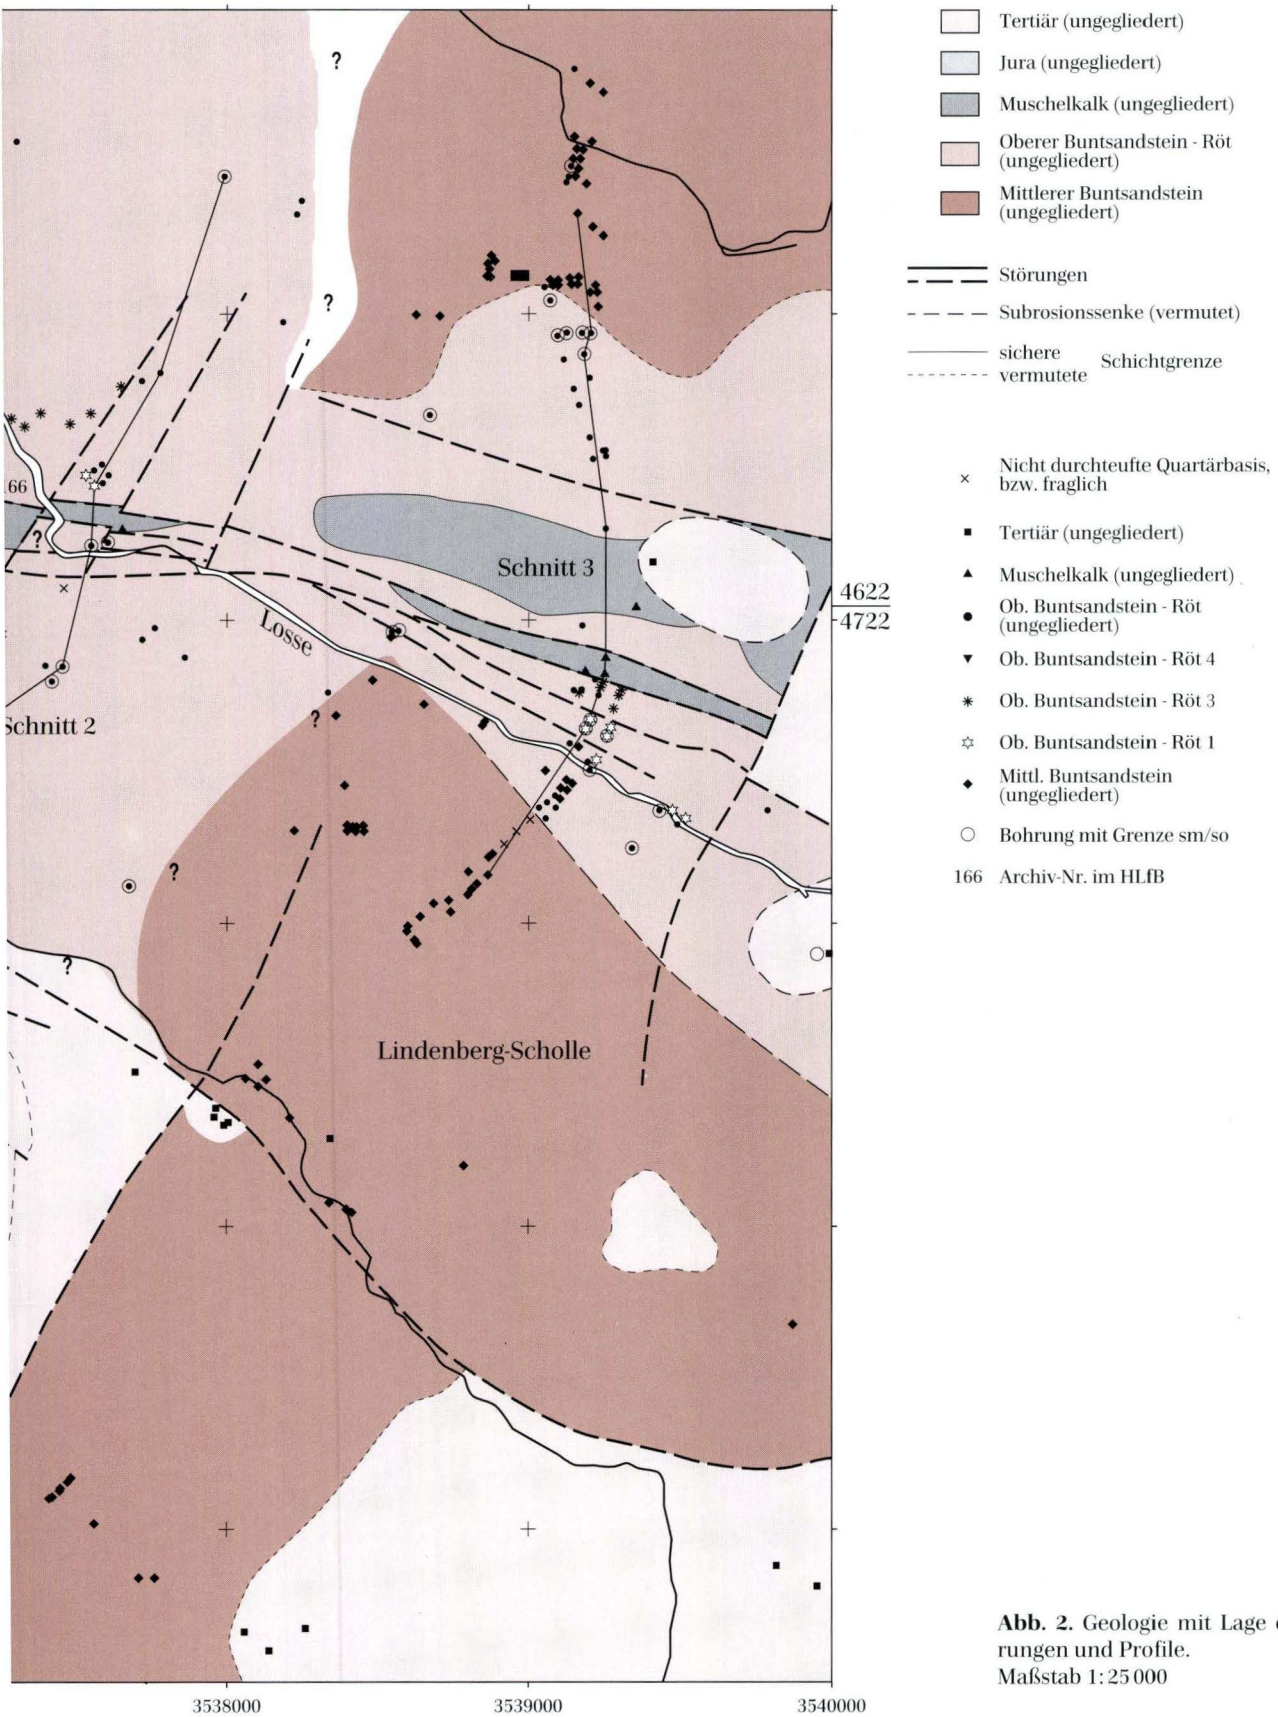 Tertiär (ungegliedert)
Jura (ungegliedert)
Muschelkalk (ungegliedert)
Oberer Buntsandstein - Röt
(ungegliedert)
Mittlerer Buntsandstein
(ungegliedert)
Störungen
Subrosionssenke (vermutet)
sichere
vermutete
Schichtgrenze
Nicht durchteufte Quartärbasis,
bzw. fraglich
Tertiär (ungegliedert)
Muschelkalk (ungegliedert)
Ob. Buntsandstein - Röt
(ungegliedert)
Ob. Buntsandstein - Röt 4
Ob. Buntsandstein - Röt 3
Ob. Buntsandstein - Röt 1
Mittl. Buntsandstein
(ungegliedert)
Bohrung mit Grenze sm/so
166 Archiv-Nr. im HLfB
?
?
166
?
Schnitt 3
4622
4722
Losse
Schnitt 2
?
?
?
Lindenberg-Scholle
3538000
3539000
3540000
Abb. 2. Geologie mit Lage
rungen und Profile.
Maßstab 1:25 000